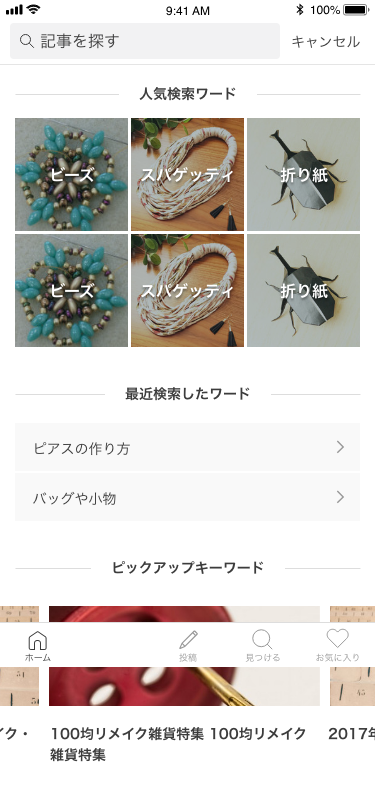 9:41 AM 100%
記事を探す キャンセル
人気検索ワード
ビーズ スパゲッティ 折り紙
ビーズ スパゲッティ 折り紙
最近検索したワード
ピアスの作り方
バッグや小物
ピックアップキーワード
ホーム 投稿 見つける お気に入り
イク・ 100均リメイク雑貨特集 100均リメイク 2017年
雑貨特集